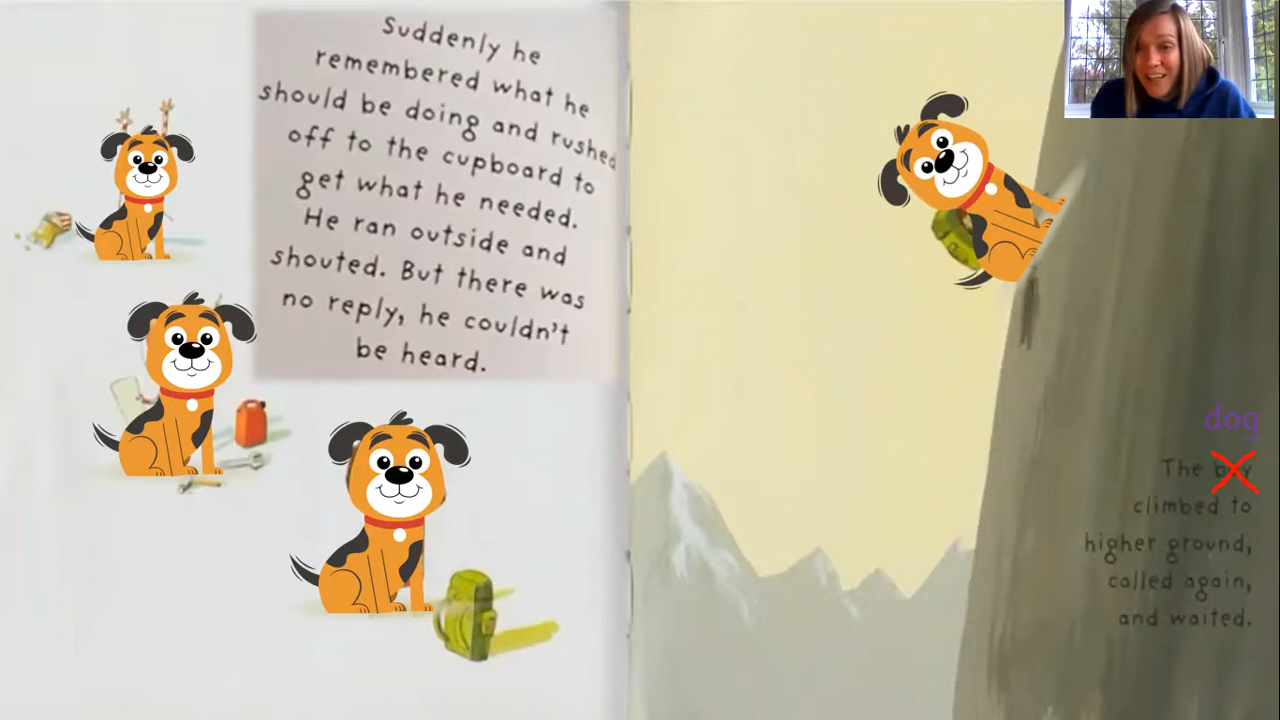 Suddenly he
remembered what he
should be doing and rushed
off to the cupboard to
get what he needed.
He ran outside and
shouted. But there was
no reply, he couldn't
be heard.
dog
The boy
climbed to
higher ground,
called again,
and waited.